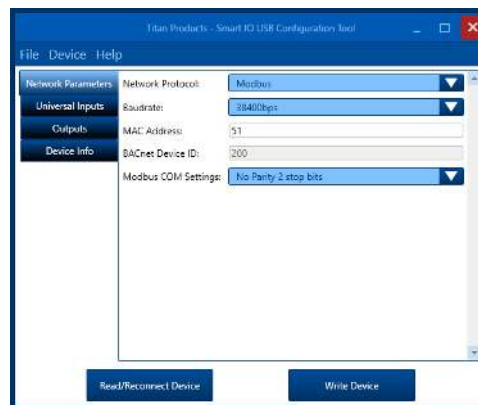 Titan Products - Smart IO USB Configuration Tool
File Device Help
Network Parameters
Universal Inputs
Outputs
Device Info
Network Protocol: Modbus
Baudrate: 38400bps
MAC Address: 51
BACnet Device ID: 200
Modbus COM Settings: No Parity 2 stop bits
Read/Reconnect Device Write Device